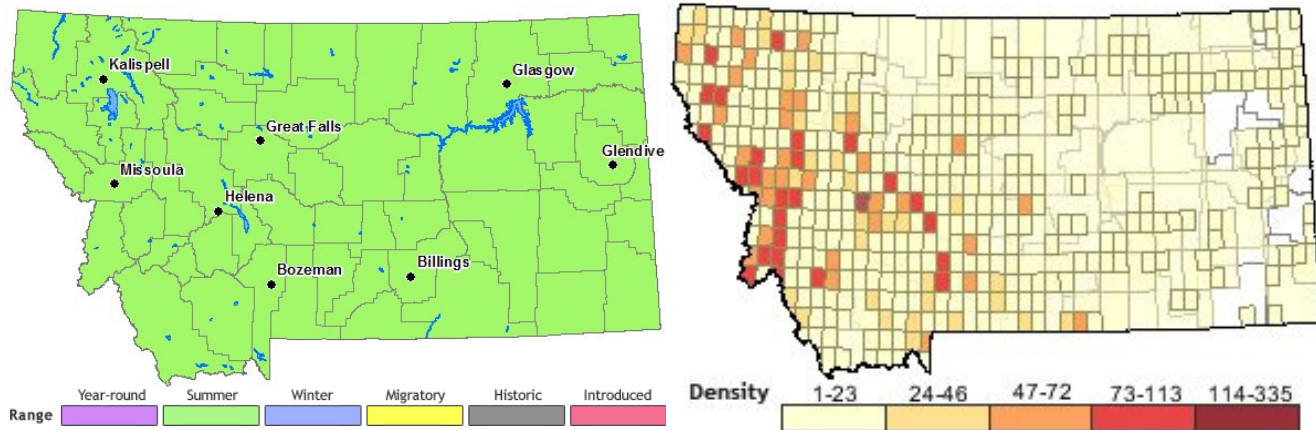 Kalispell
Glasgow
Great Falls
Glendive
Missoula
Helena
Bozeman
Billings
Range
Year-round
Summer
Winter
Migratory
Historic
Introduced
Density
1-23
24-46
47-72
73-113
114-335